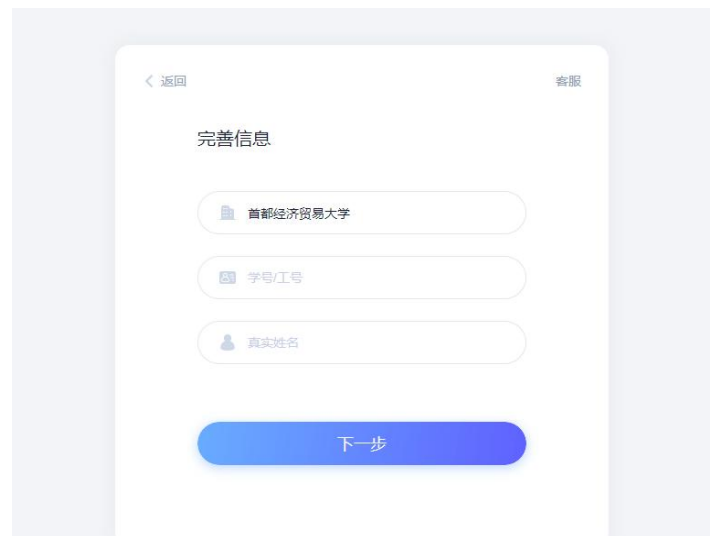 返回
客服
完善信息
首都经济贸易大学
学号/工号
真实姓名
下一步